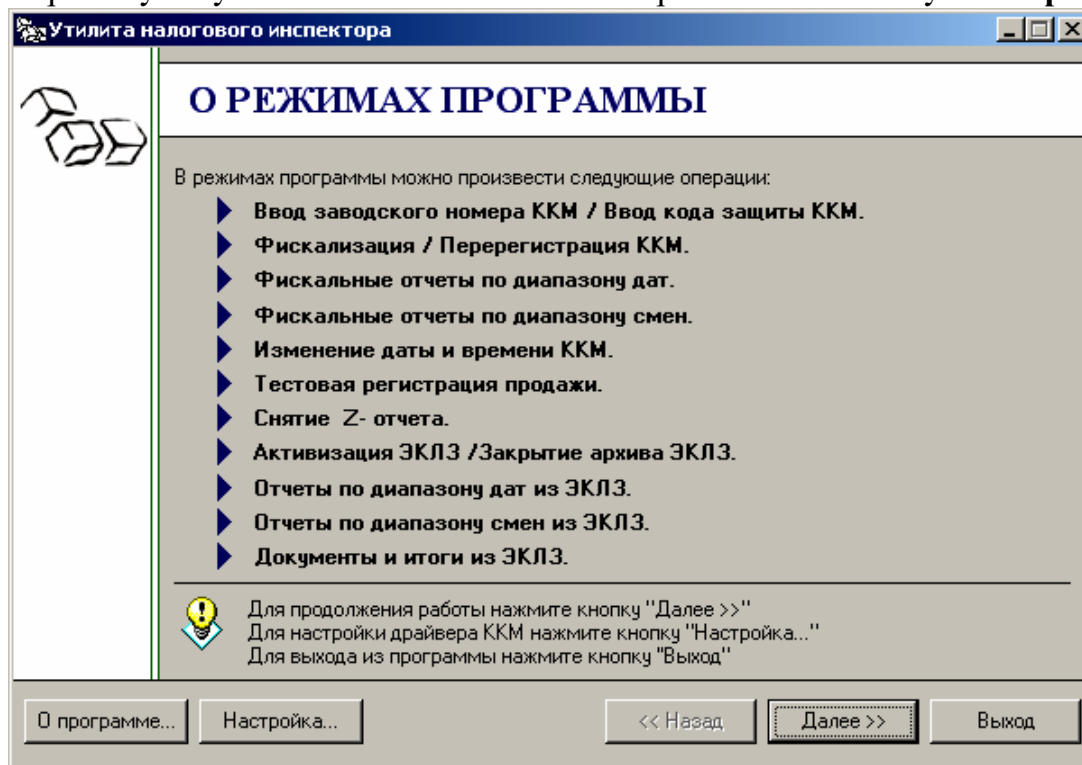 Утилита налогового инспектора
О РЕЖИМАХ ПРОГРАММЫ
В режимах программы можно произвести следующие операции:
Ввод заводского номера ККМ / Ввод кода защиты ККМ.
Фискализация / Перерегистрация ККМ.
Фискальные отчеты по диапазону дат.
Фискальные отчеты по диапазону смен.
Изменение даты и времени ККМ.
Тестовая регистрация продажи.
Снятие Z- отчета.
Активизация ЭКЛЗ /Закрытие архива ЭКЛЗ.
Отчеты по диапазону дат из ЭКЛЗ.
Отчеты по диапазону смен из ЭКЛЗ.
Документы и итоги из ЭКЛЗ.
Для продолжения работы нажмите кнопку "Далее >>"
Для настройки драйвера ККМ нажмите кнопку "Настройка..."
Для выхода из программы нажмите кнопку "Выход"
О программе... Настройка... << Назад Далее >> Выход